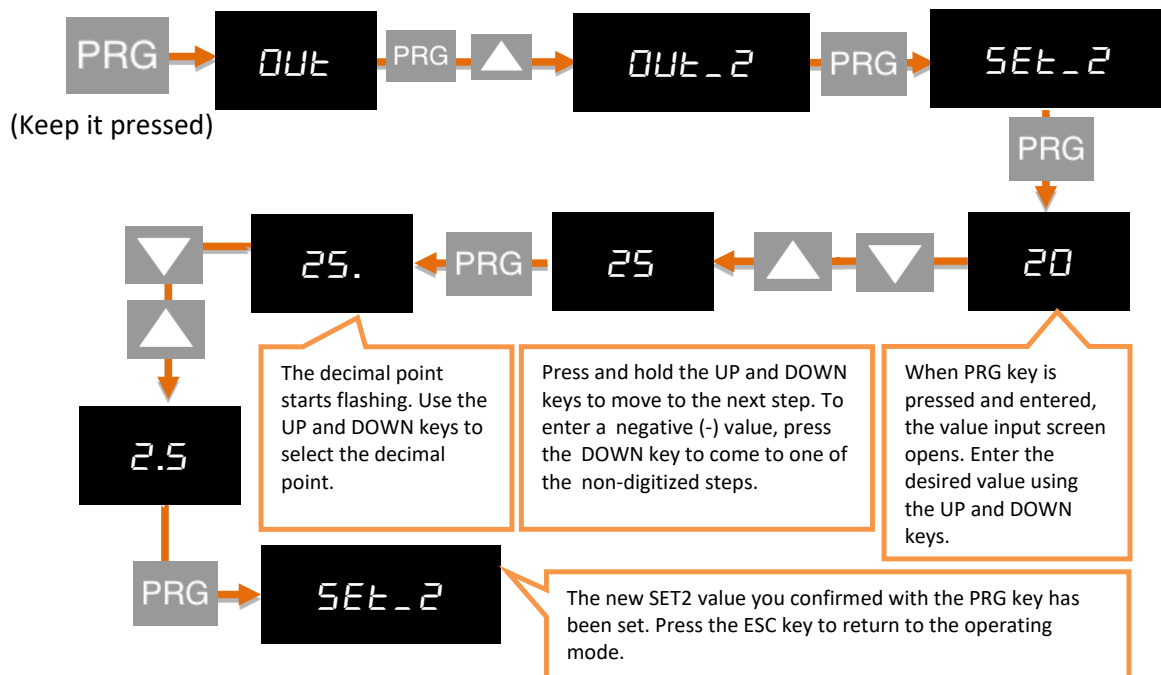 PRG OUt PRG OUt_2 PRG SEt_2
(Keep it pressed)
PRG
25. PRG 25 20
The decimal point
starts flashing. Use the
UP and DOWN keys to
select the decimal
point.
Press and hold the UP and DOWN
keys to move to the next step. To
enter a negative (-) value, press
the DOWN key to come to one of
the non-digitized steps.
When PRG key is
pressed and entered,
the value input screen
opens. Enter the
desired value using
the UP and DOWN
keys.
2.5
PRG SEt_2
The new SET2 value you confirmed with the PRG key has
been set. Press the ESC key to return to the operating
mode.